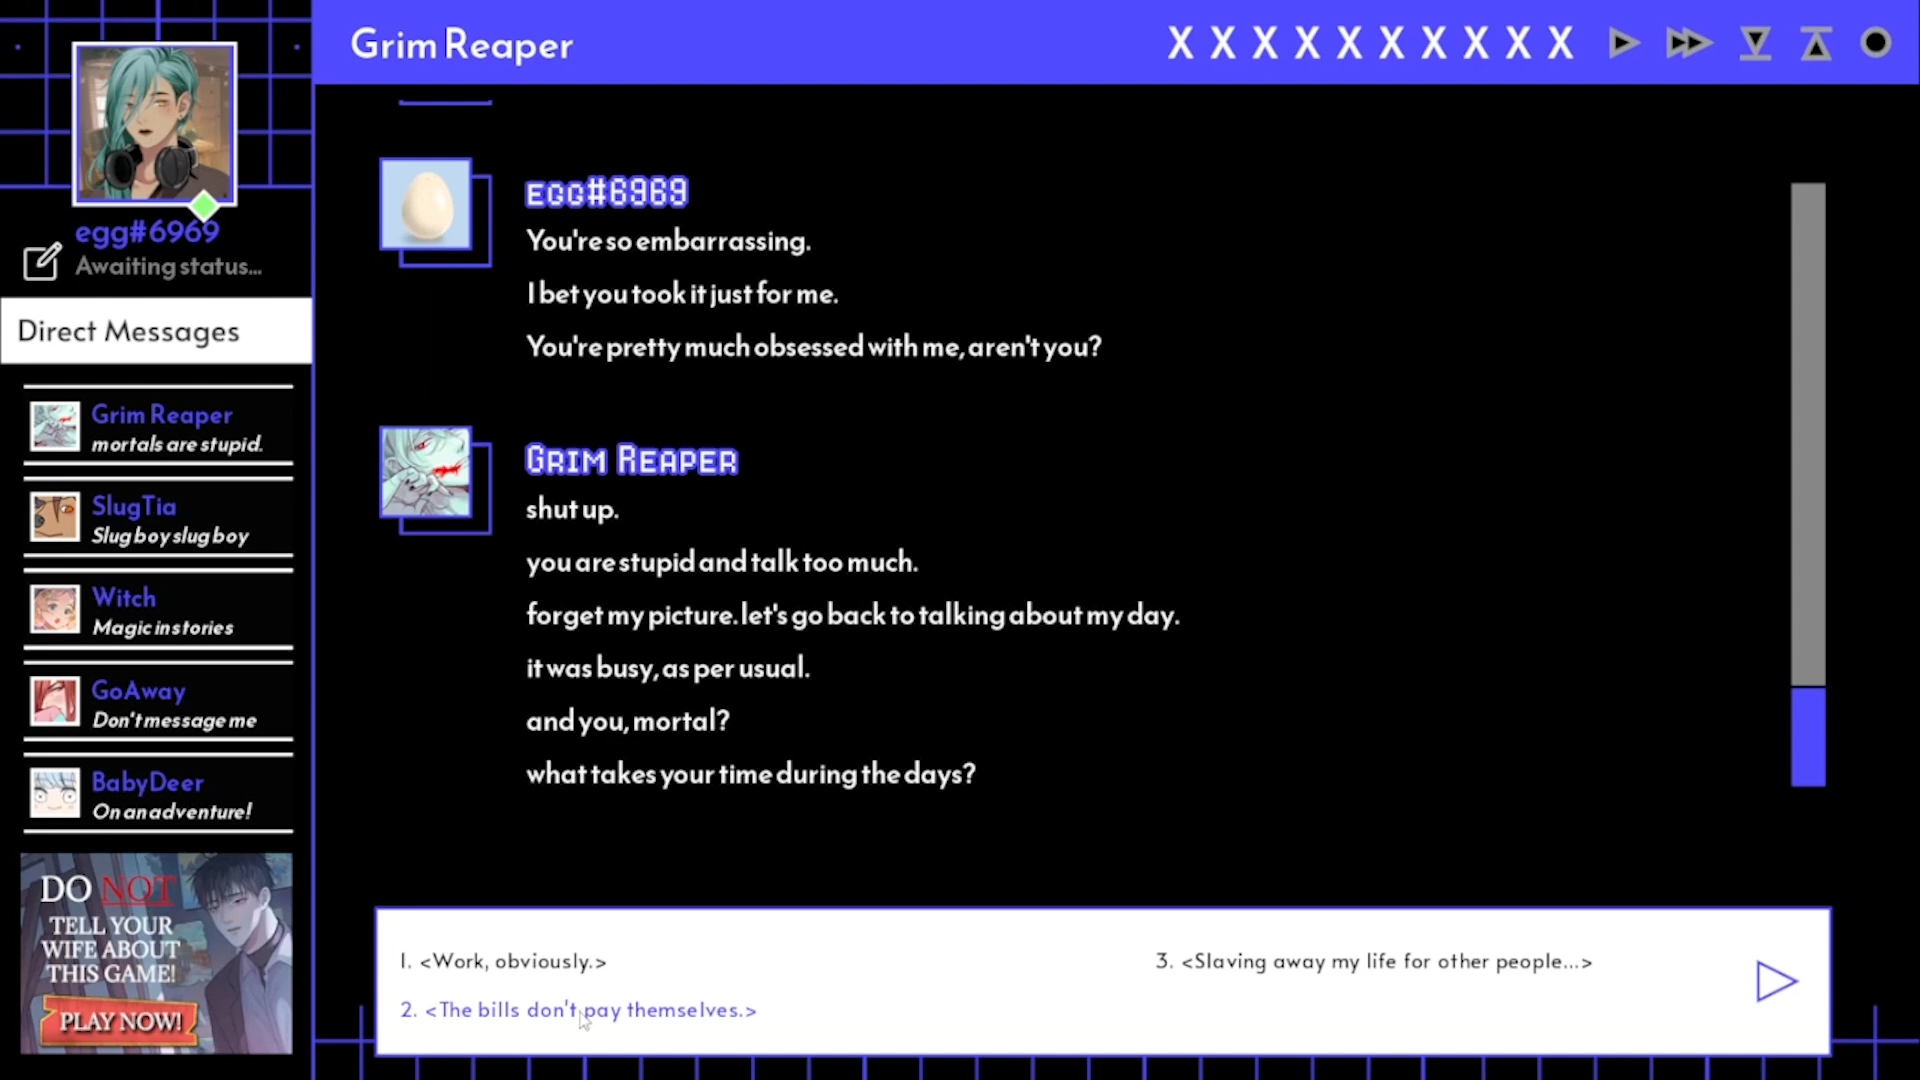 Grim Reaper
X X X X X X X X X X
egg#6969
Awaiting status...
Direct Messages
Grim Reaper
mortals are stupid.
SlugTia
Slug boy slug boy
Witch
Magic in stories
GoAway
Don't message me
BabyDeer
On an adventure!
DO NOT
TELL YOUR
WIFE ABOUT
THIS GAME!
PLAY NOW!
EGG#6969
You're so embarrassing.
I bet you took it just for me.
You're pretty much obsessed with me, aren't you?
GRIM REAPER
shut up.
you are stupid and talk too much.
forget my picture. let's go back to talking about my day.
it was busy, as per usual.
and you, mortal?
what takes your time during the days?
1. <Work, obviously.>
2. <The bills don't pay themselves.>
3. <Slaving away my life for other people...>